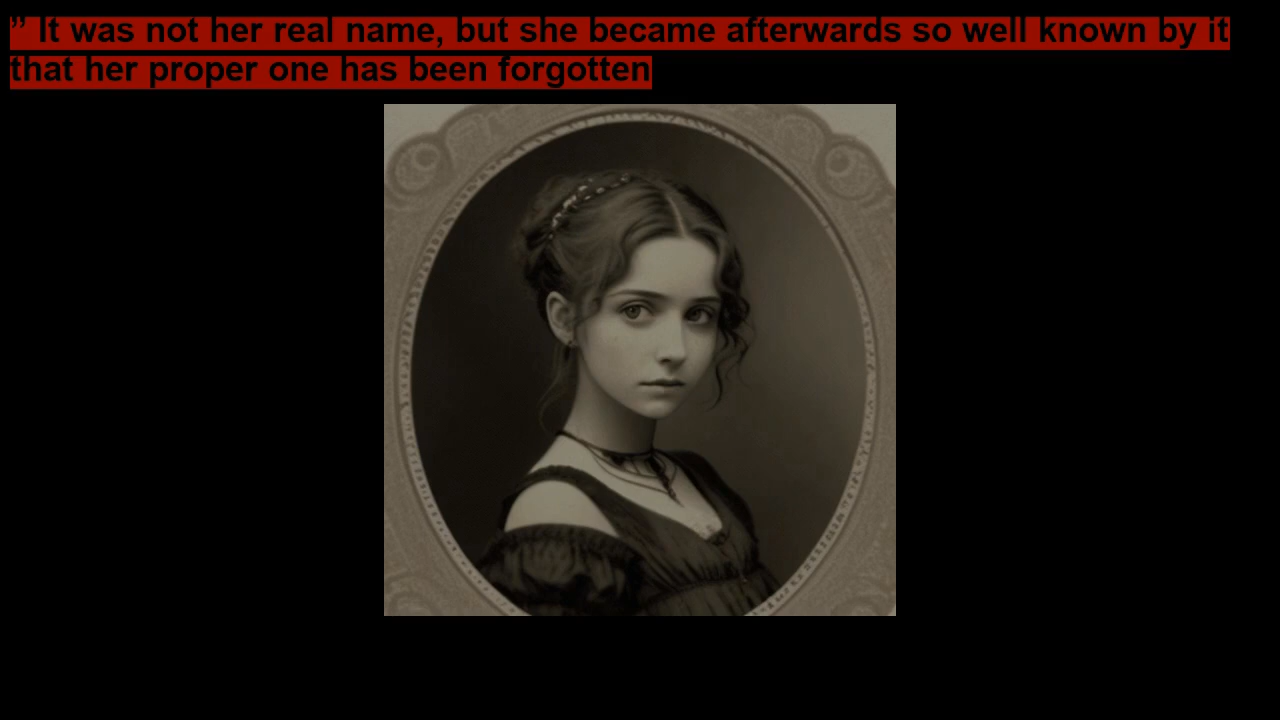 ” It was not her real name, but she became afterwards so well known by it
that her proper one has been forgotten